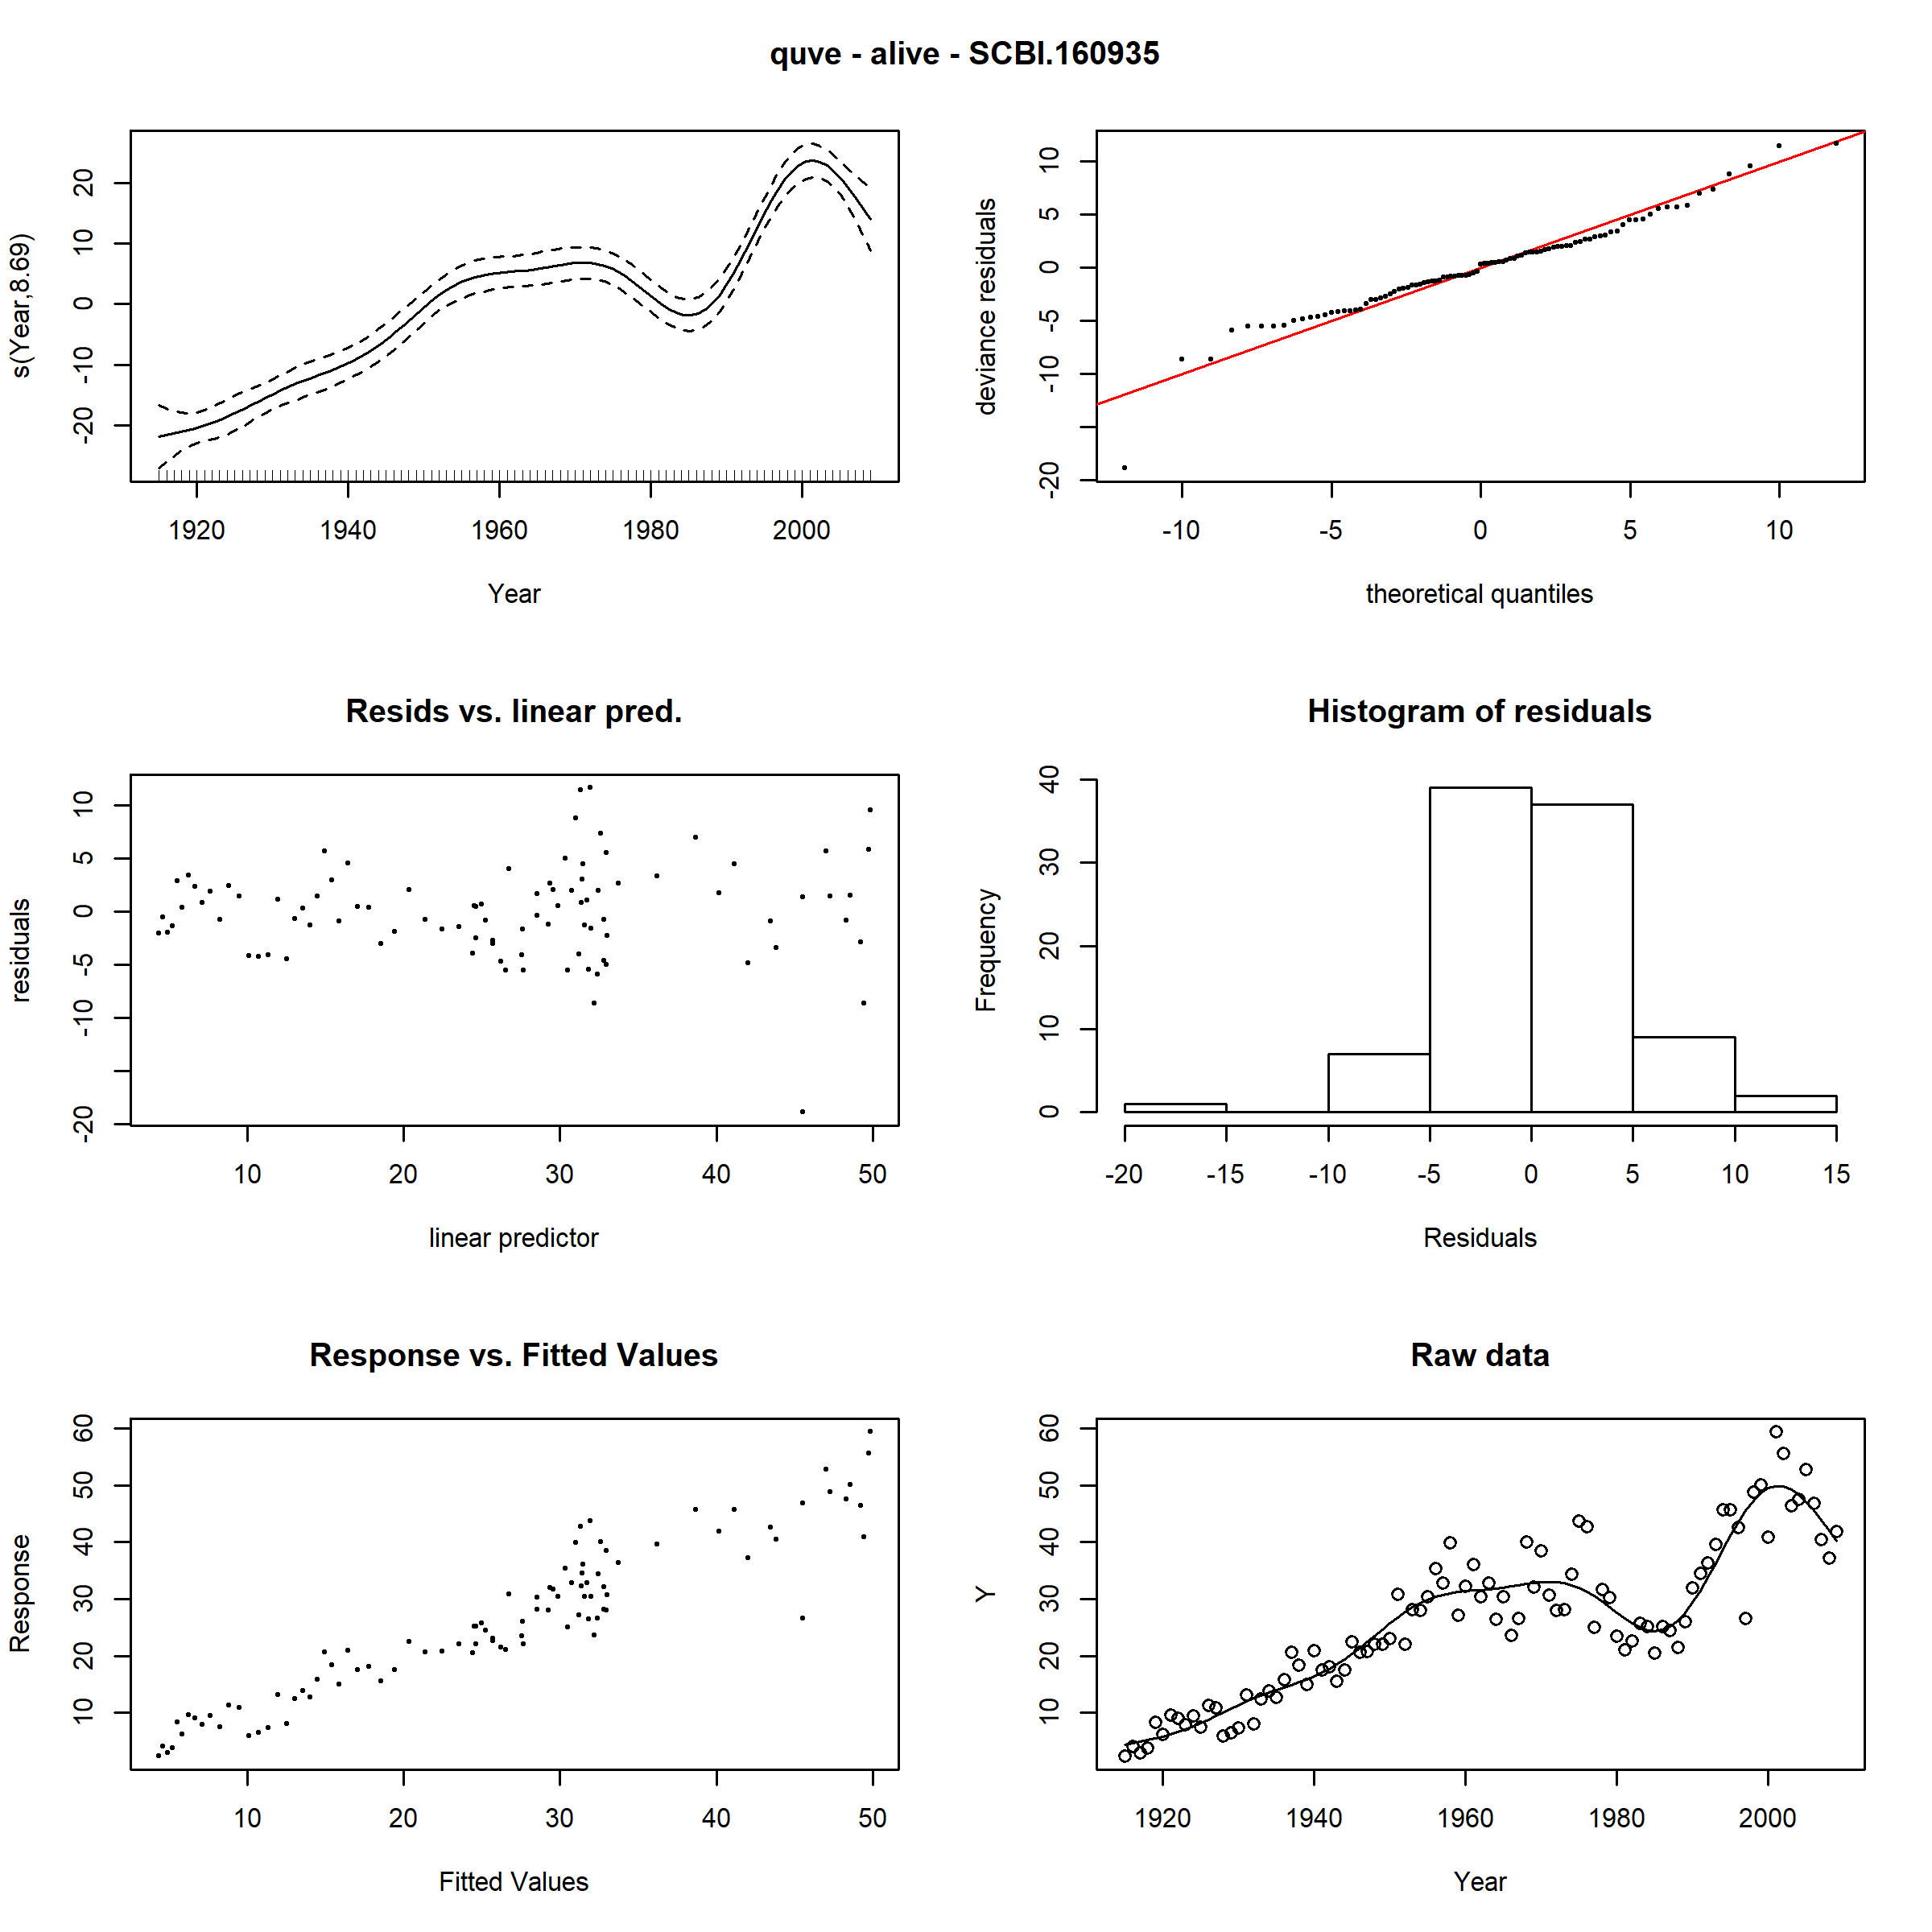 quve - alive - SCBI.160935
s(Year,8.69)
-20 -10 0 10 20
1920 1940 1960 1980 2000
Year
deviance residuals
-20 -10 -5 0 5 10
-10 -5 0 5 10
theoretical quantiles
Resids vs. linear pred.
residuals
-20 -10 -5 0 5 10
10 20 30 40 50
linear predictor
Histogram of residuals
Frequency
0 10 20 30 40
-20 -15 -10 -5 0 5 10 15
Residuals
Response vs. Fitted Values
Response
10 20 30 40 50 60
10 20 30 40 50
Fitted Values
Raw data
Y
10 20 30 40 50 60
1920 1940 1960 1980 2000
Year